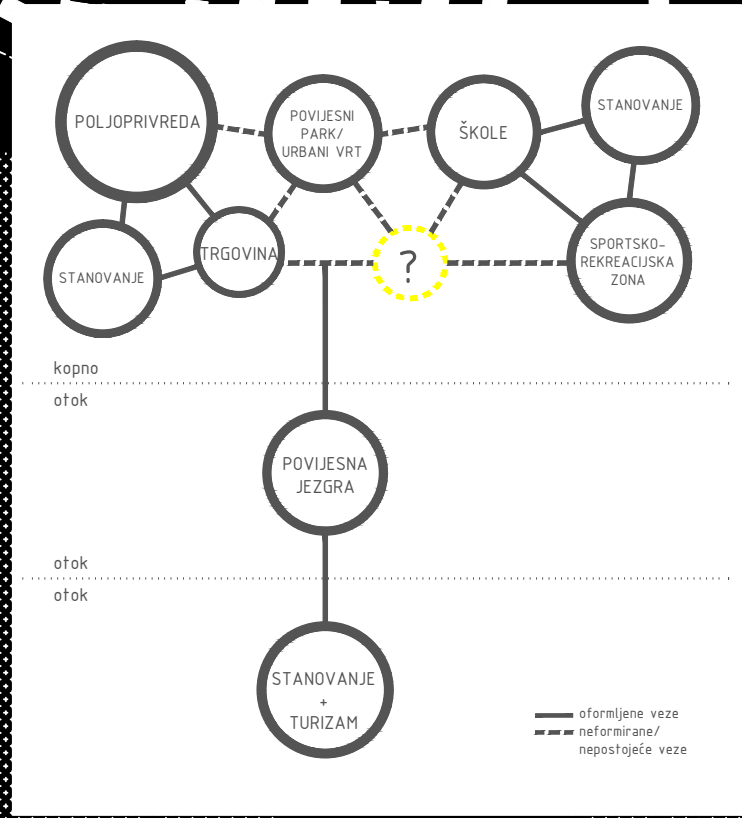 POLJOPRIVREDA
POVIJESNI
PARK/
URBANI VRT
ŠKOLE
STANOVANJE
STANOVANJE
TRGOVINA
?
SPORTSKO-
REKREACIJSKA
ZONA
kopno
otok
POVIJESNA
JEZGRA
otok
otok
STANOVANJE
+
TURIZAM
oformljene veze
neformirane/
nepostojeće veze